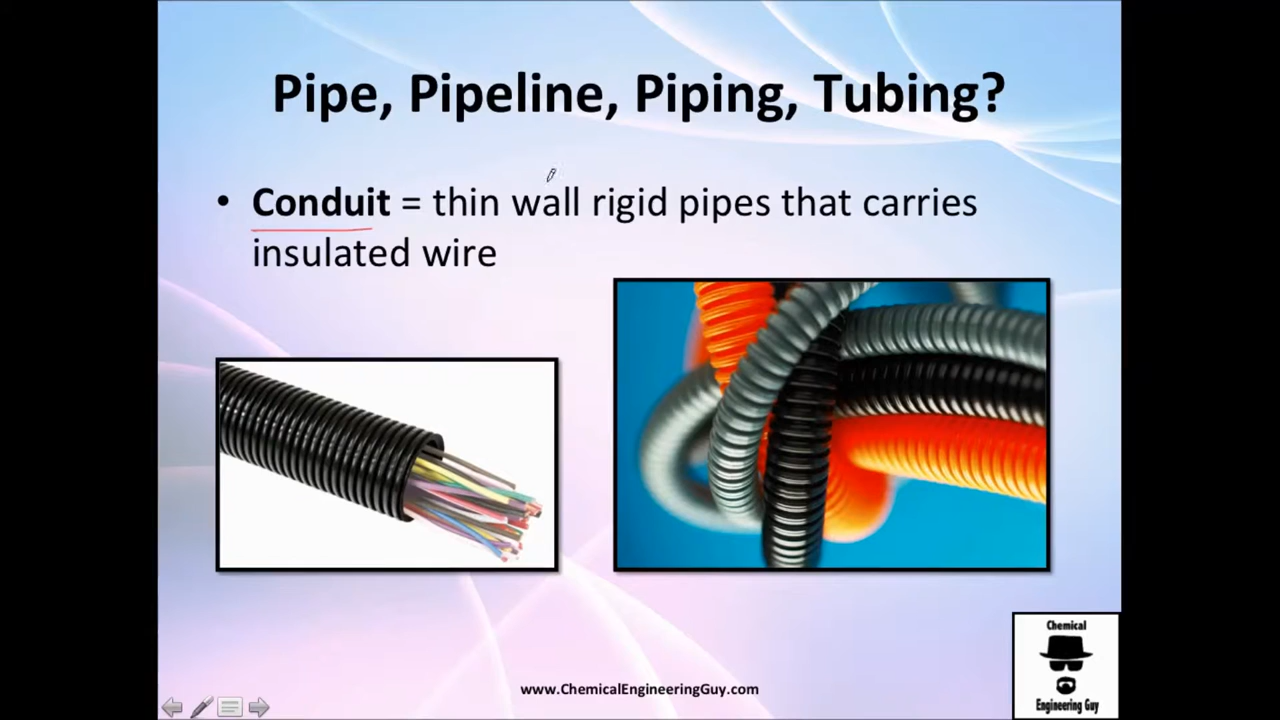 Pipe, Pipeline, Piping, Tubing?
• Conduit = thin wall rigid pipes that carries
insulated wire
www.ChemicalEngineeringGuy.com
Chemical
Engineering Guy